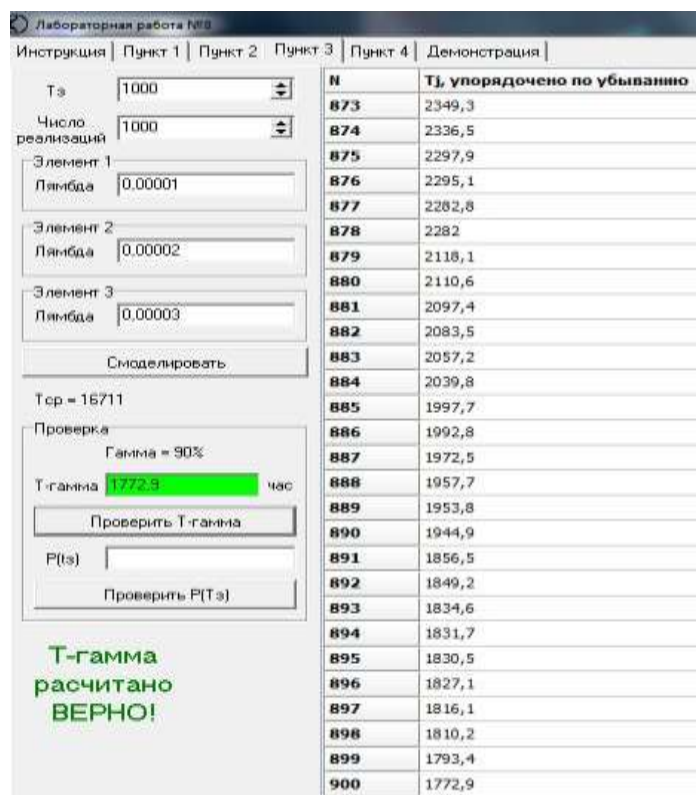 Лабораторная работа №8
Инструкция Пункт 1 Пункт 2 Пункт 3 Пункт 4 Демонстрация
Тэ 1000
Число реализаций 1000
Элемент 1
Лямбда 0,00001
Элемент 2
Лямбда 0,00002
Элемент 3
Лямбда 0,00003
Смоделировать
Тср = 16711
Проверка
Гамма = 90%
Т-гамма 1772,9 час
Проверить Т-гамма
P(tэ)
Проверить P(Tэ)
Т-гамма
расчитано
ВЕРНО!
N Tj, упорядочено по убыванию
873 2349,3
874 2336,5
875 2297,9
876 2295,1
877 2282,8
878 2282
879 2118,1
880 2110,6
881 2097,4
882 2083,5
883 2057,2
884 2039,8
885 1997,7
886 1992,8
887 1972,5
888 1957,7
889 1953,8
890 1944,9
891 1856,5
892 1849,2
893 1834,6
894 1831,7
895 1830,5
896 1827,1
897 1816,1
898 1810,2
899 1793,4
900 1772,9